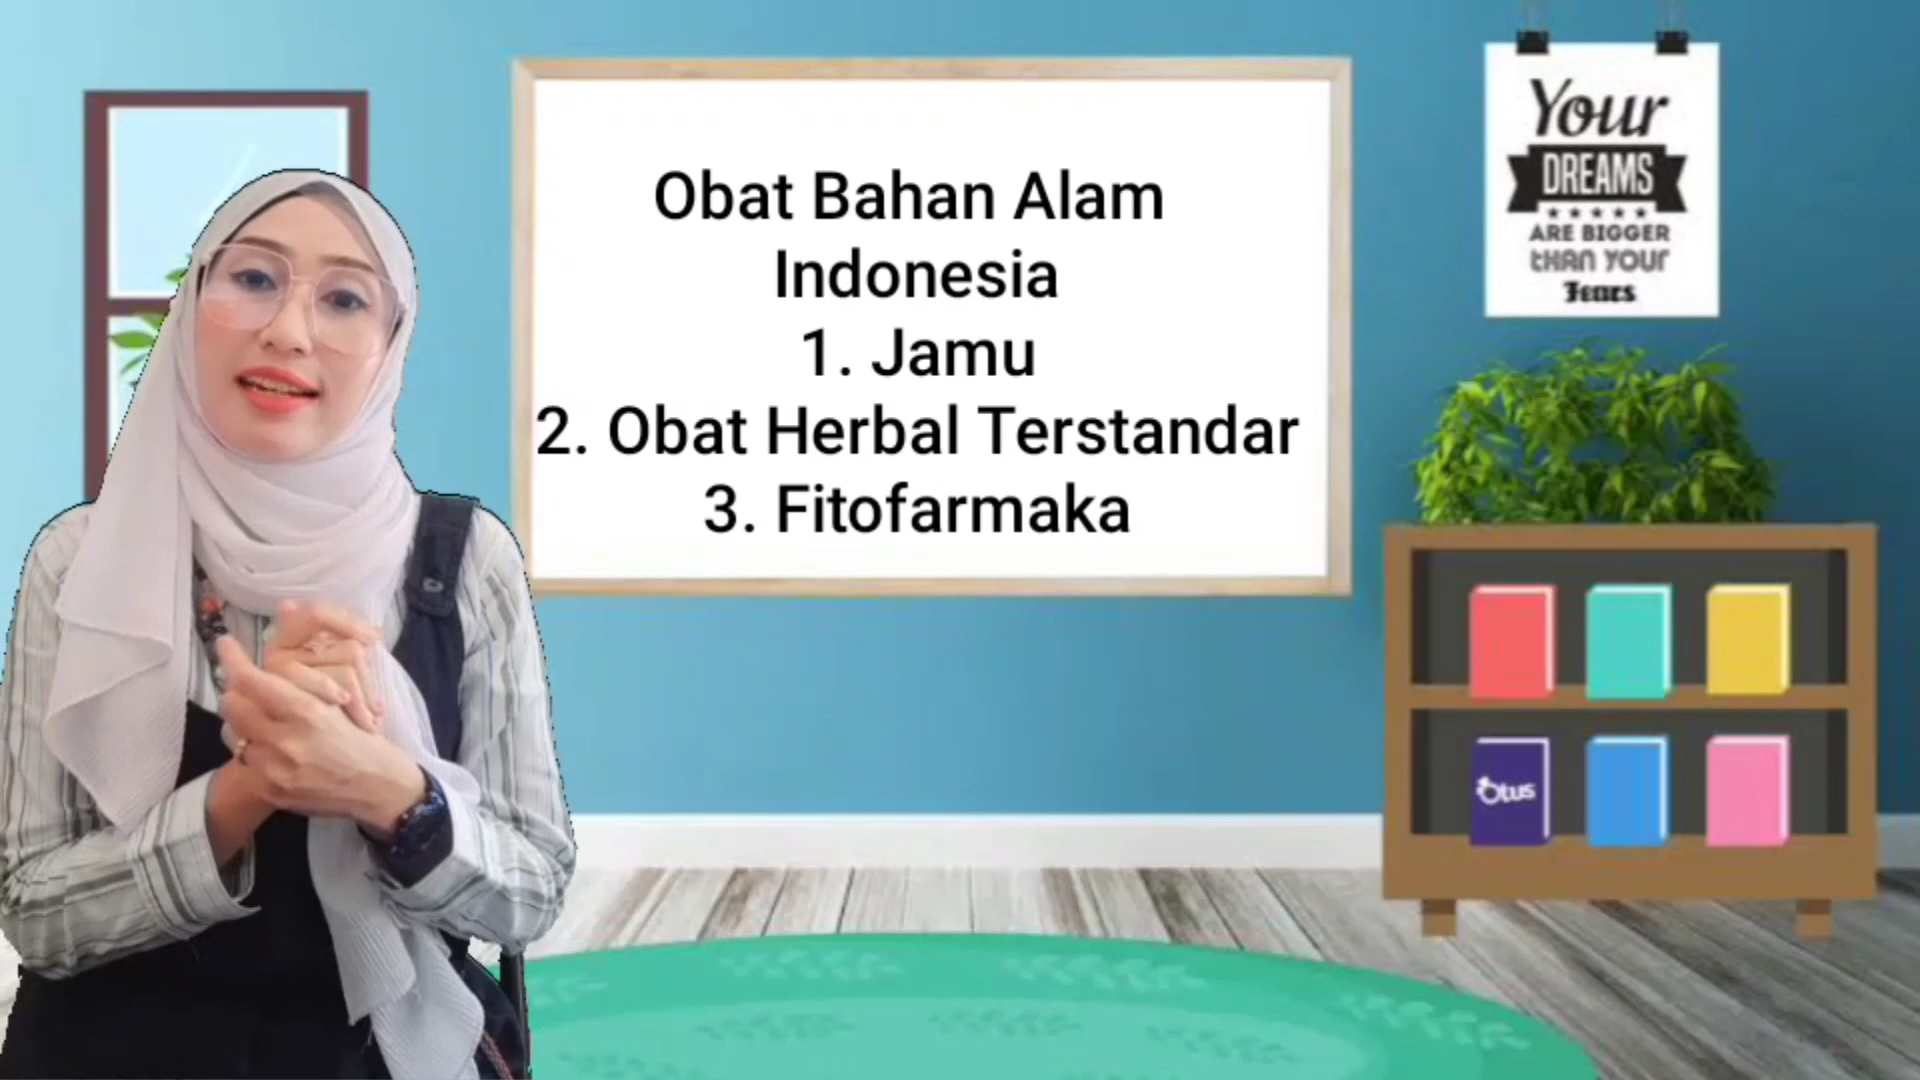 Obat Bahan Alam
Indonesia
1. Jamu
2. Obat Herbal Terstandar
3. Fitofarmaka
Your
DREAMS
ARE BIGGER
tHAN YOUr
Fears
Otus